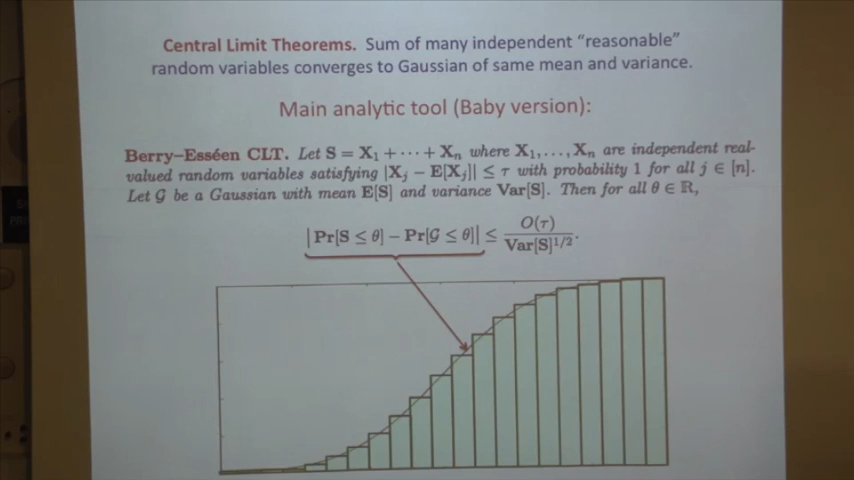 Central Limit Theorems. Sum of many independent “reasonable”
random variables converges to Gaussian of same mean and variance.
Main analytic tool (Baby version):
Berry–Esséen CLT. Let S = X₁ + ··· + Xₙ where X₁, ..., Xₙ are independent real-
valued random variables satisfying |Xⱼ − E[Xⱼ]| ≤ τ with probability 1 for all j ∈ [n].
Let 𝒢 be a Gaussian with mean E[S] and variance Var[S]. Then for all θ ∈ ℝ,
|Pr[S ≤ θ] − Pr[𝒢 ≤ θ]| ≤ O(τ) / Var[S]^1/2.